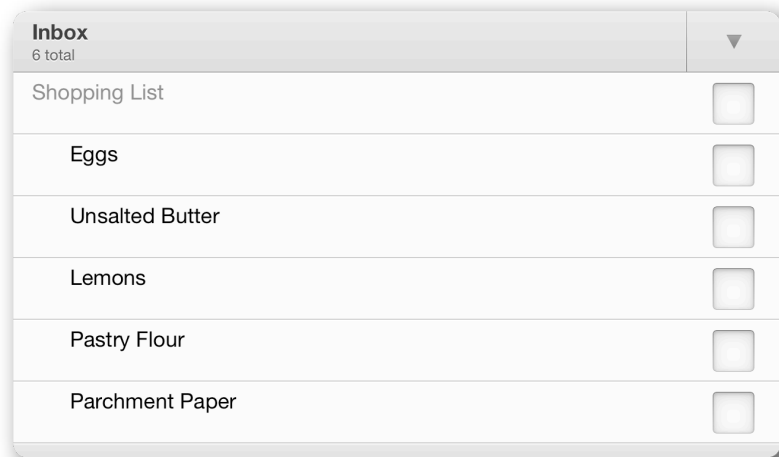 Inbox
6 total
Shopping List
Eggs
Unsalted Butter
Lemons
Pastry Flour
Parchment Paper